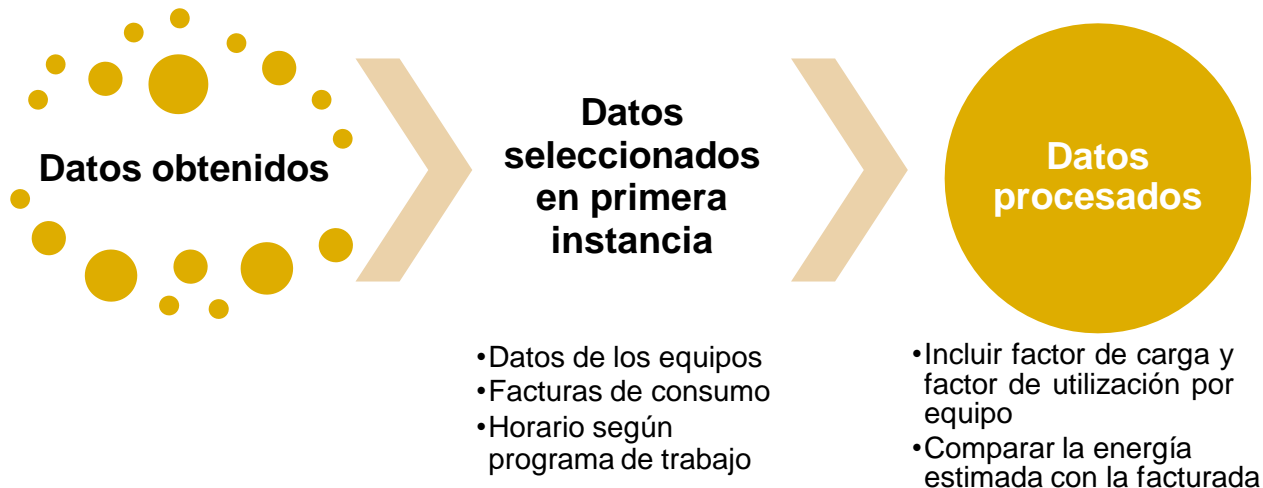 Datos obtenidos
Datos
seleccionados
en primera
instancia
•Datos de los equipos
•Facturas de consumo
•Horario según
programa de trabajo
Datos
procesados
•Incluir factor de carga y
factor de utilización por
equipo
•Comparar la energía
estimada con la facturada